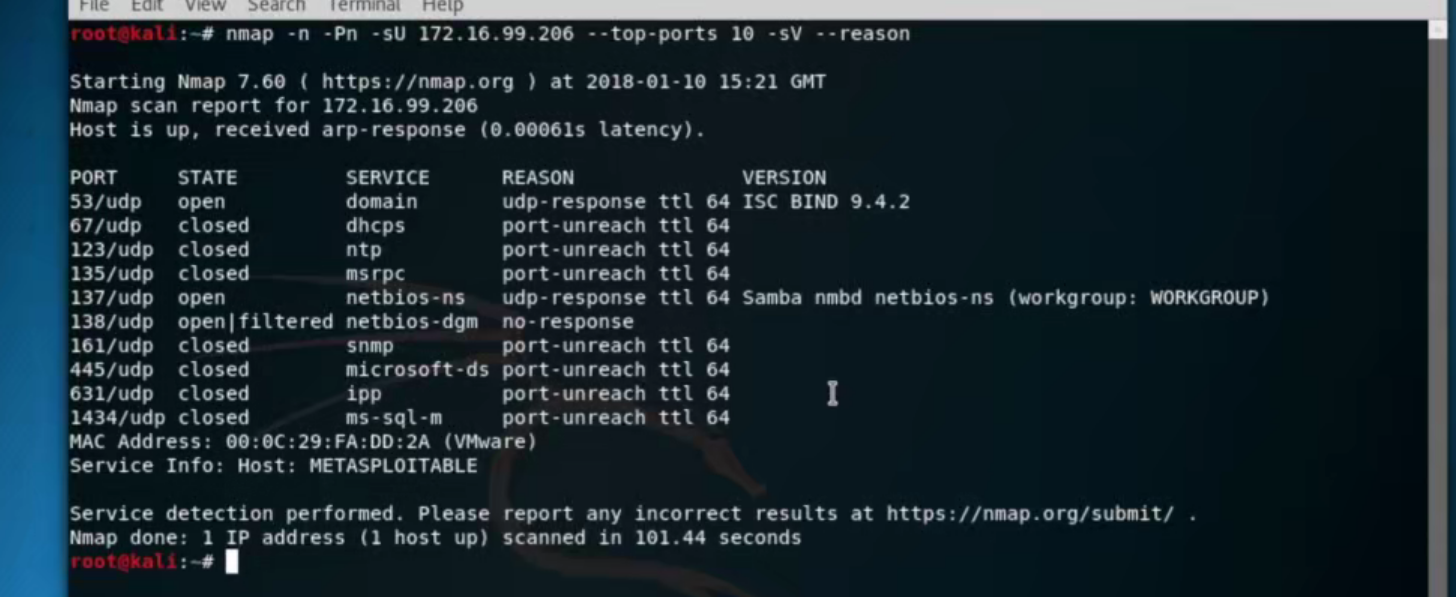 File Edit View Search Terminal Help
root@kali:~# nmap -n -Pn -sU 172.16.99.206 --top-ports 10 -sV --reason
Starting Nmap 7.60 ( https://nmap.org ) at 2018-01-10 15:21 GMT
Nmap scan report for 172.16.99.206
Host is up, received arp-response (0.00061s latency).
PORT STATE SERVICE REASON VERSION
53/udp open domain udp-response ttl 64 ISC BIND 9.4.2
67/udp closed dhcps port-unreach ttl 64
123/udp closed ntp port-unreach ttl 64
135/udp closed msrpc port-unreach ttl 64
137/udp open netbios-ns udp-response ttl 64 Samba nmbd netbios-ns (workgroup: WORKGROUP)
138/udp open|filtered netbios-dgm no-response
161/udp closed snmp port-unreach ttl 64
445/udp closed microsoft-ds port-unreach ttl 64
631/udp closed ipp port-unreach ttl 64
1434/udp closed ms-sql-m port-unreach ttl 64
MAC Address: 00:0C:29:FA:DD:2A (VMware)
Service Info: Host: METASPLOITABLE
Service detection performed. Please report any incorrect results at https://nmap.org/submit/ .
Nmap done: 1 IP address (1 host up) scanned in 101.44 seconds
root@kali:~#